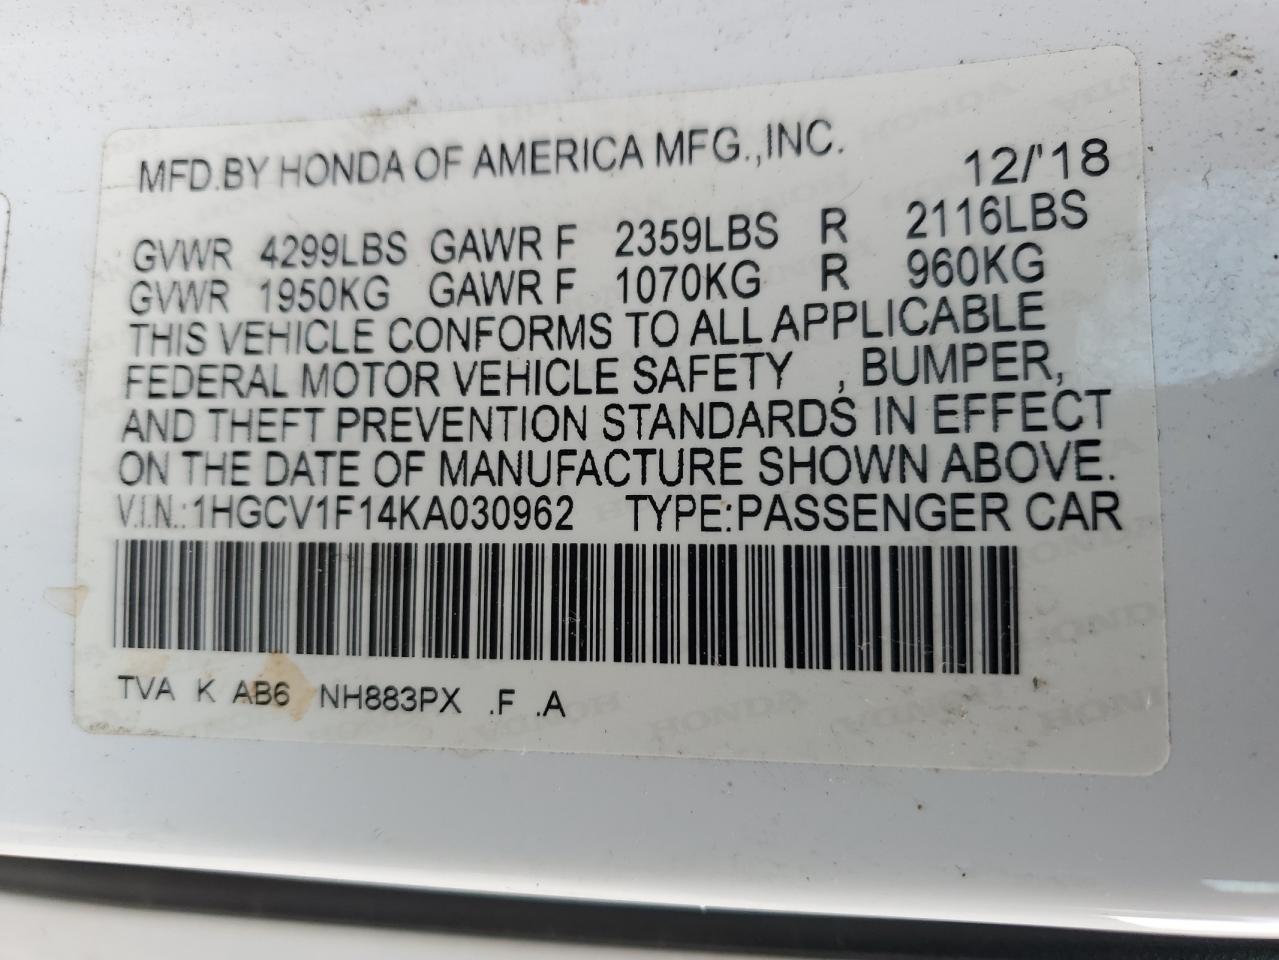 MFD.BY HONDA OF AMERICA MFG.,INC. 12/'18
GVWR 4299LBS GAWR F 2359LBS R 2116LBS
GVWR 1950KG GAWR F 1070KG R 960KG
THIS VEHICLE CONFORMS TO ALL APPLICABLE
FEDERAL MOTOR VEHICLE SAFETY , BUMPER,
AND THEFT PREVENTION STANDARDS IN EFFECT
ON THE DATE OF MANUFACTURE SHOWN ABOVE.
V.I.N.:1HGCV1F14KA030962 TYPE:PASSENGER CAR
TVA K AB6 NH883PX .F .A